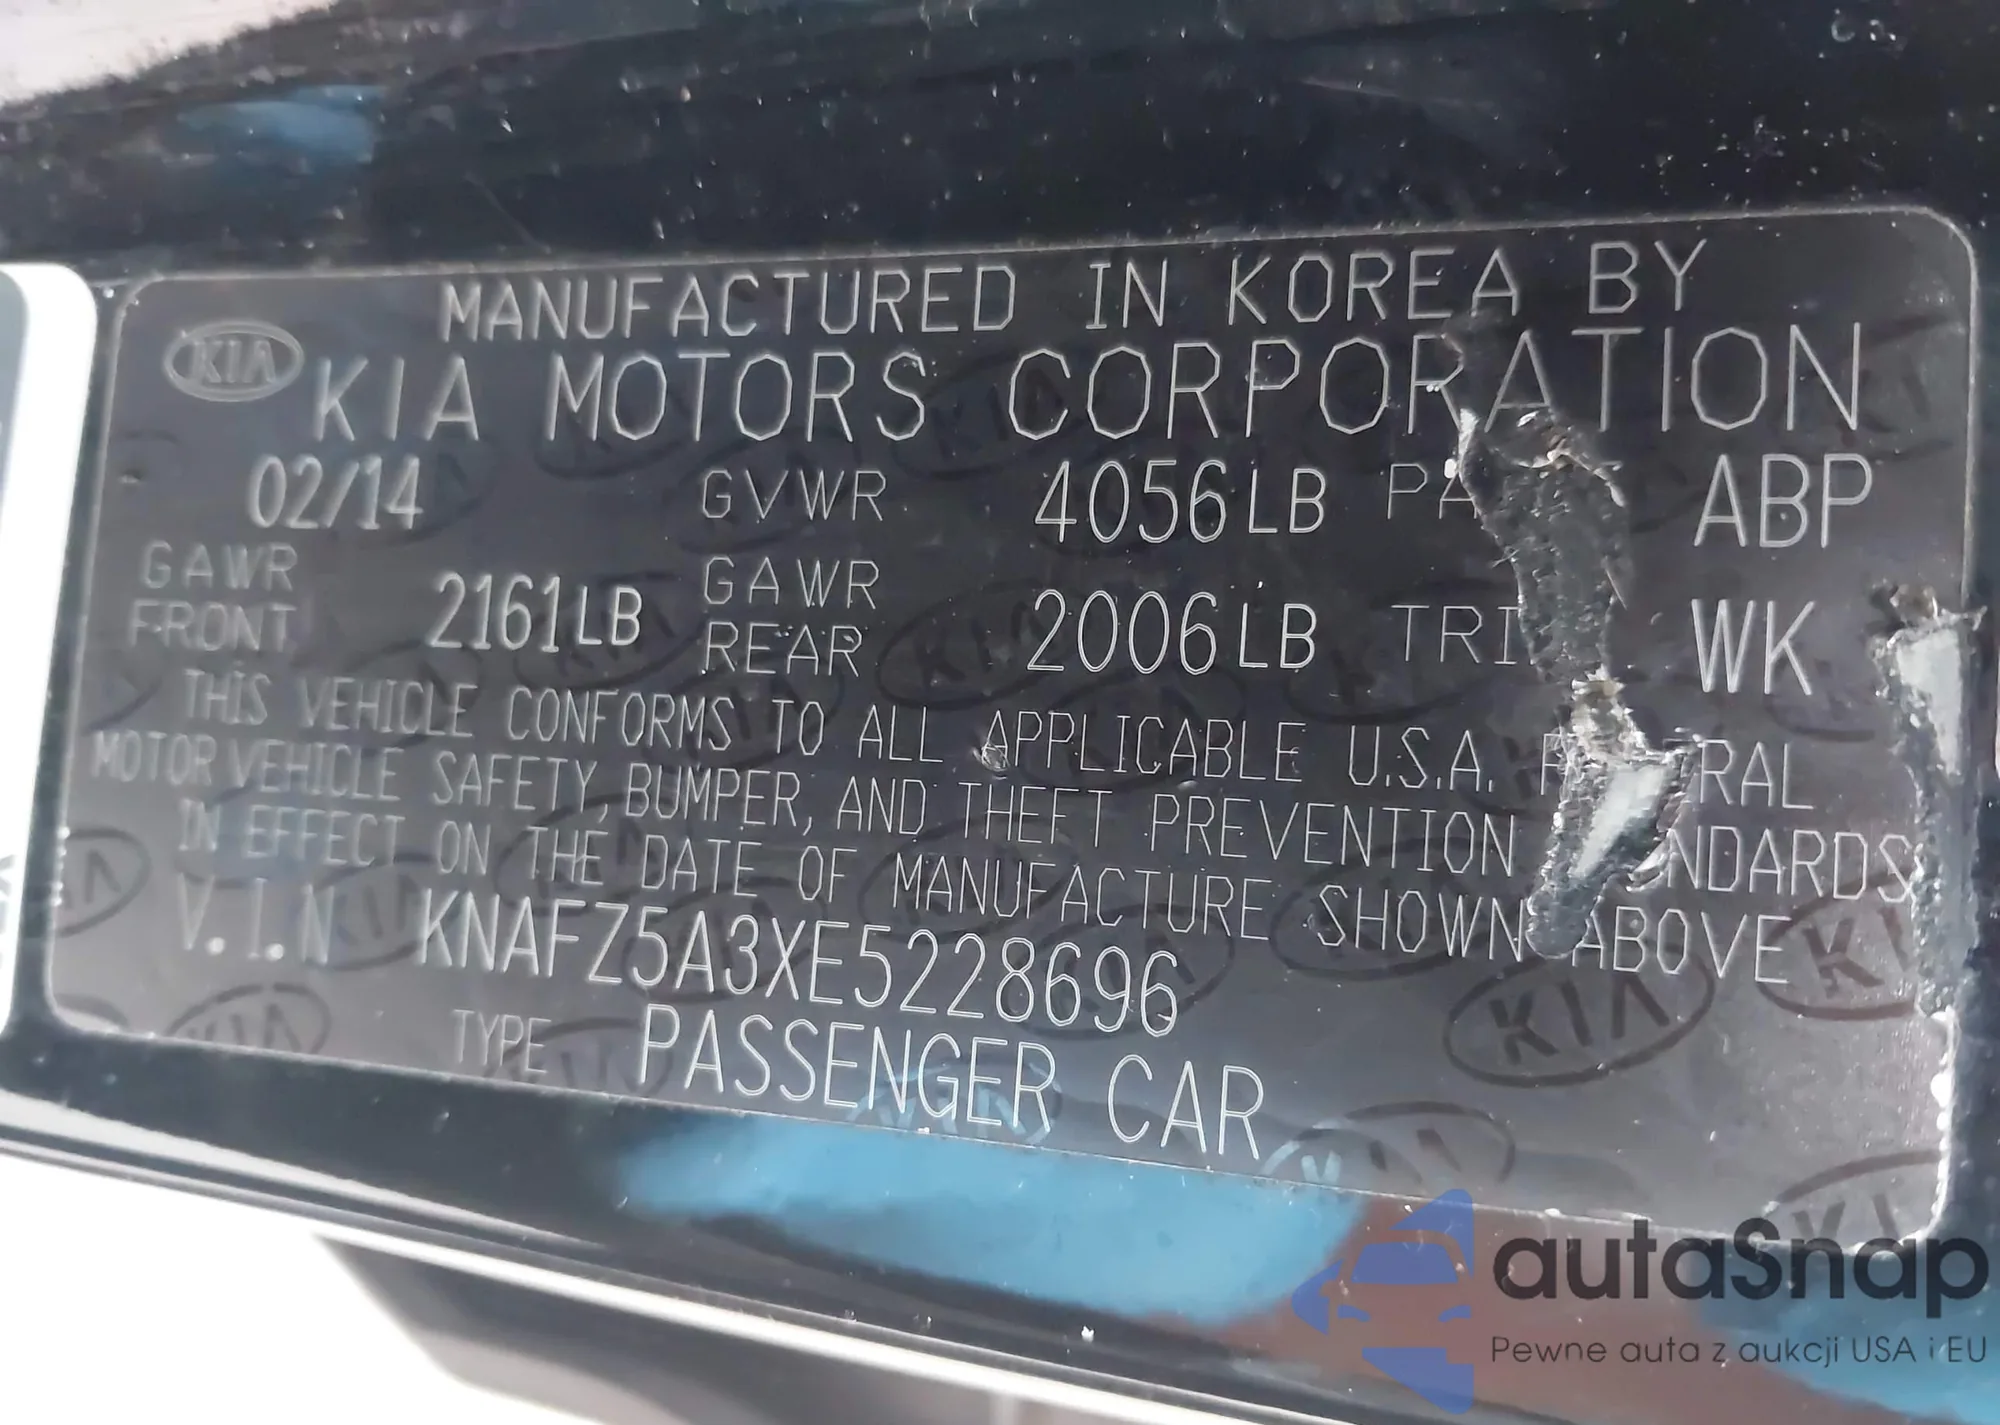 MANUFACTURED IN KOREA BY
KIA
KIA MOTORS CORPORATION
02/14 GVWR 4056LB ABP
GAWR FRONT 2161LB GAWR REAR 2006LB WK
THIS VEHICLE CONFORMS TO ALL APPLICABLE U.S.A.
MOTOR VEHICLE SAFETY, BUMPER, AND THEFT PREVENTION
IN EFFECT ON THE DATE OF MANUFACTURE SHOWN ABOVE
V.I.N KNAFZ5A3XE5228696
TYPE PASSENGER CAR
autaSnap
Pewne auta z aukcji USA i EU